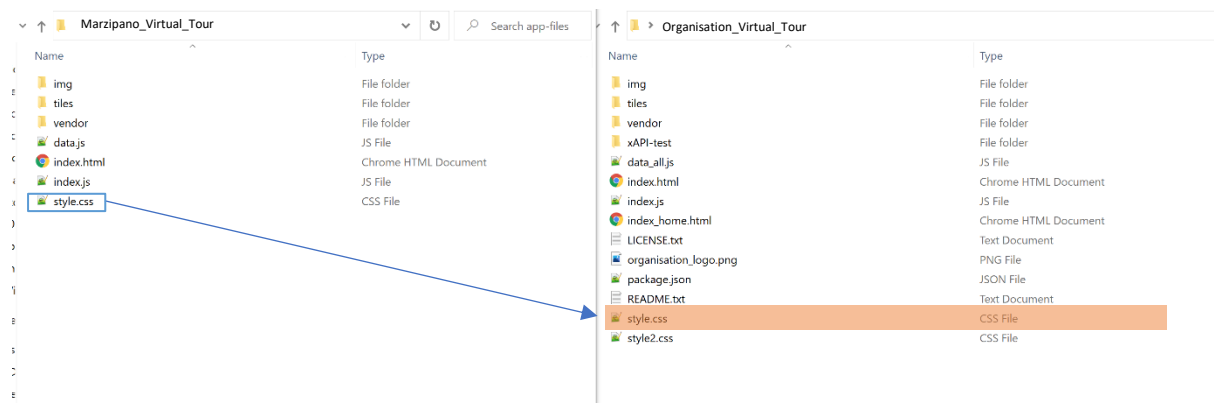 Marzipano_Virtual_Tour
Search app-files
Name Type
img File folder
tiles File folder
vendor File folder
data.js JS File
index.html Chrome HTML Document
index.js JS File
style.css CSS File
Organisation_Virtual_Tour
Name Type
img File folder
tiles File folder
vendor File folder
xAPI-test File folder
data_all.js JS File
index.html Chrome HTML Document
index.js JS File
index_home.html Chrome HTML Document
LICENSE.txt Text Document
organisation_logo.png PNG File
package.json JSON File
README.txt Text Document
style.css CSS File
style2.css CSS File